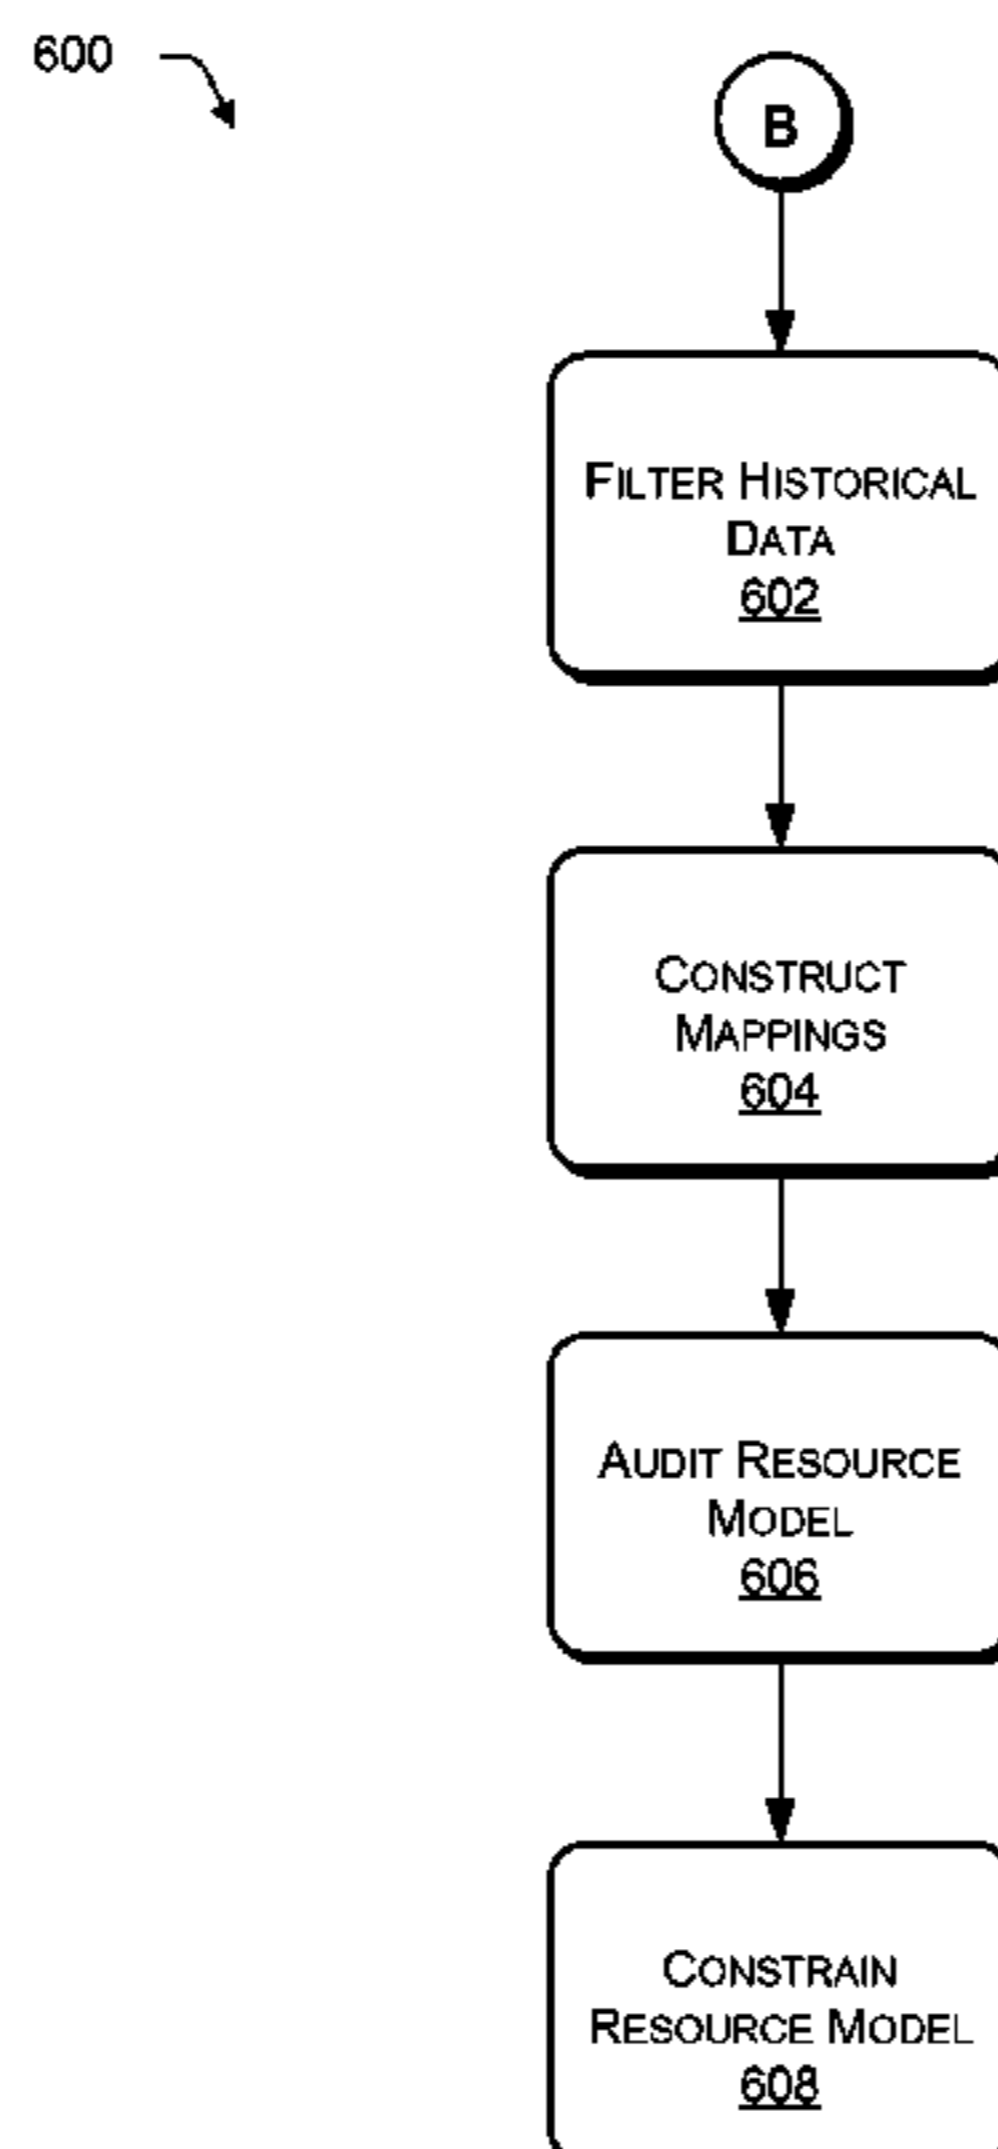 600
B
FILTER HISTORICAL
DATA
602
CONSTRUCT
MAPPINGS
604
AUDIT RESOURCE
MODEL
606
CONSTRAIN
RESOURCE MODEL
608